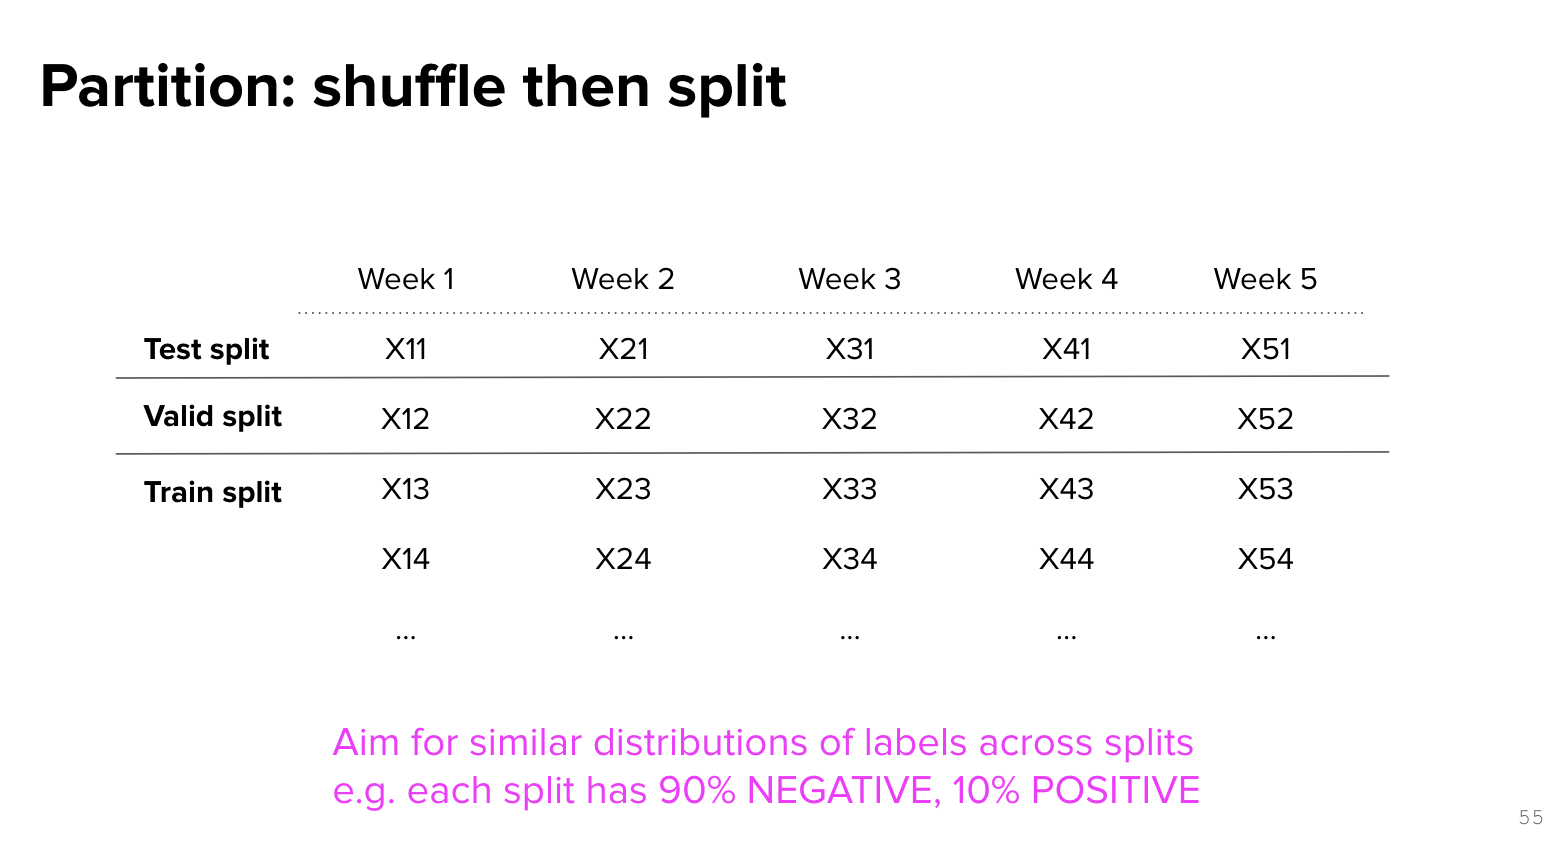 Partition: shuffle then split
Week 1 Week 2 Week 3 Week 4 Week 5
Test split X11 X21 X31 X41 X51
Valid split X12 X22 X32 X42 X52
Train split X13 X23 X33 X43 X53
X14 X24 X34 X44 X54
... ... ... ... ...
Aim for similar distributions of labels across splits
e.g. each split has 90% NEGATIVE, 10% POSITIVE
55